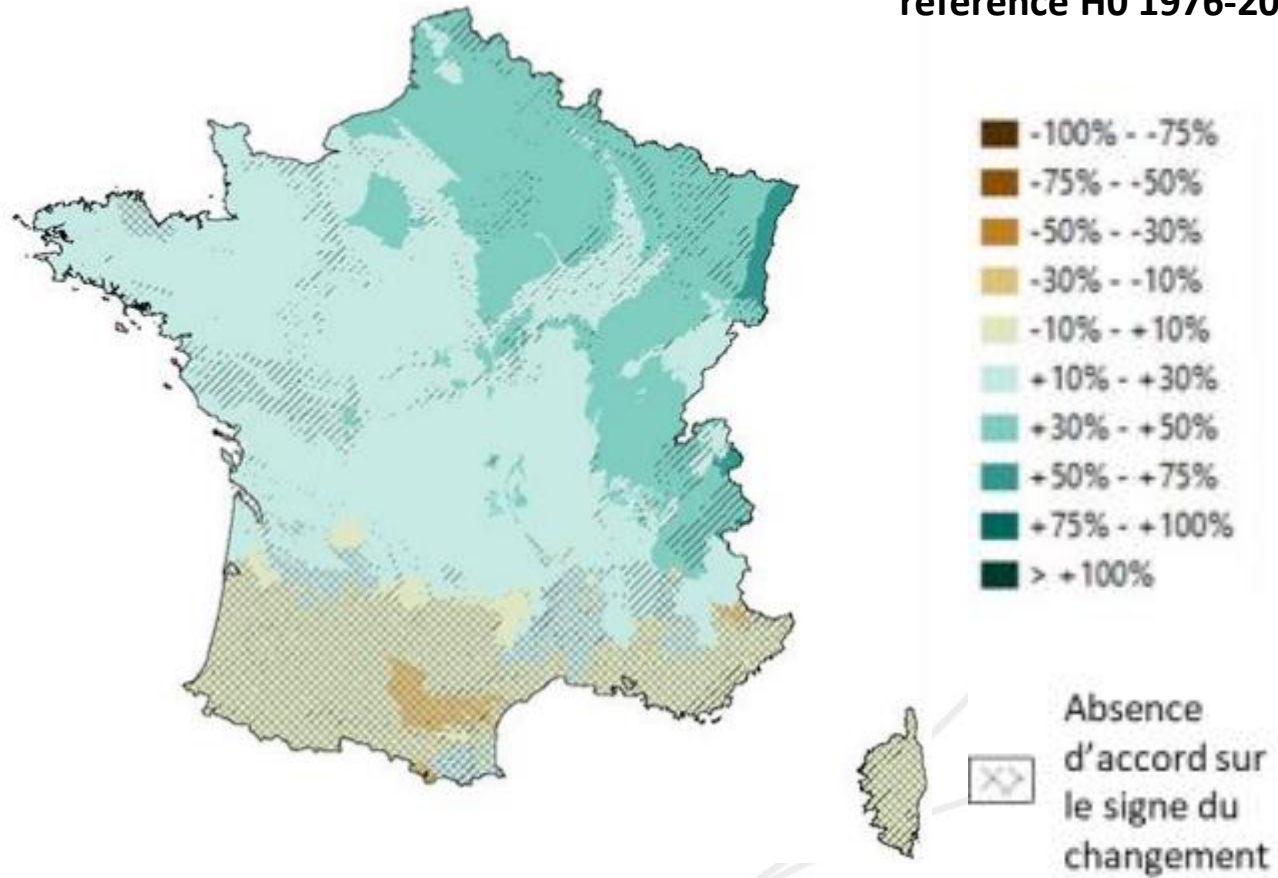 référence H0 1976-20
-100% - -75%
-75% - -50%
-50% - -30%
-30% - -10%
-10% - +10%
+10% - +30%
+30% - +50%
+50% - +75%
+75% - +100%
> +100%
Absence
d'accord sur
le signe du
changement